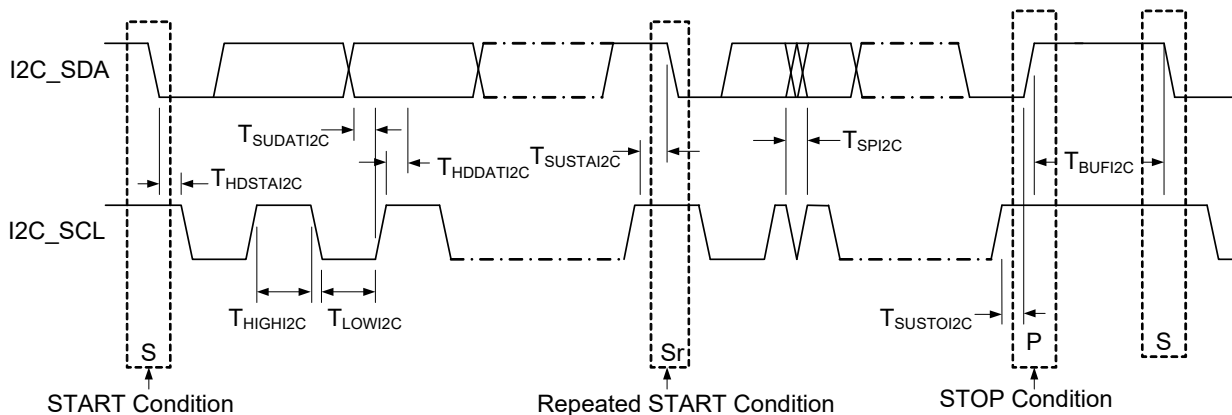 I2C_SDA
T_SUDATI2C
T_HDDATI2C
T_SUSTAI2C
T_SPI2C
T_BUFI2C
T_HDSTAI2C
I2C_SCL
T_HIGHI2C
T_LOWI2C
T_SUSTOI2C
S
Sr
P
S
START Condition
Repeated START Condition
STOP Condition